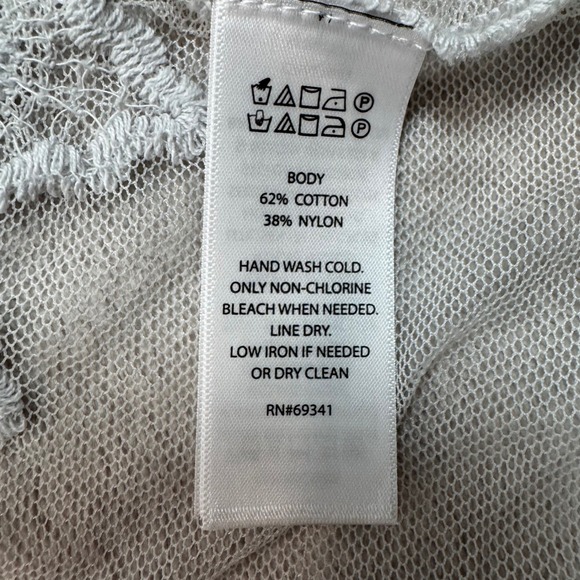 P
P
BODY
62% COTTON
38% NYLON
HAND WASH COLD.
ONLY NON-CHLORINE
BLEACH WHEN NEEDED.
LINE DRY.
LOW IRON IF NEEDED
OR DRY CLEAN
RN#69341